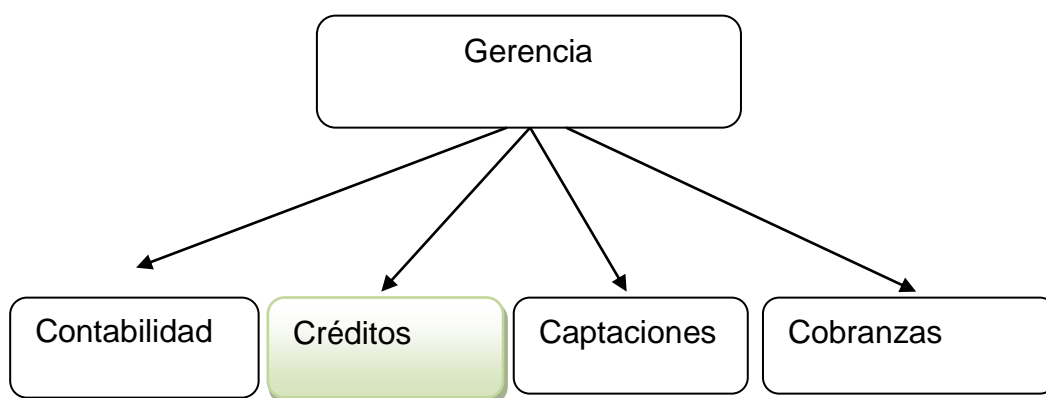 Gerencia
Contabilidad
Créditos
Captaciones
Cobranzas